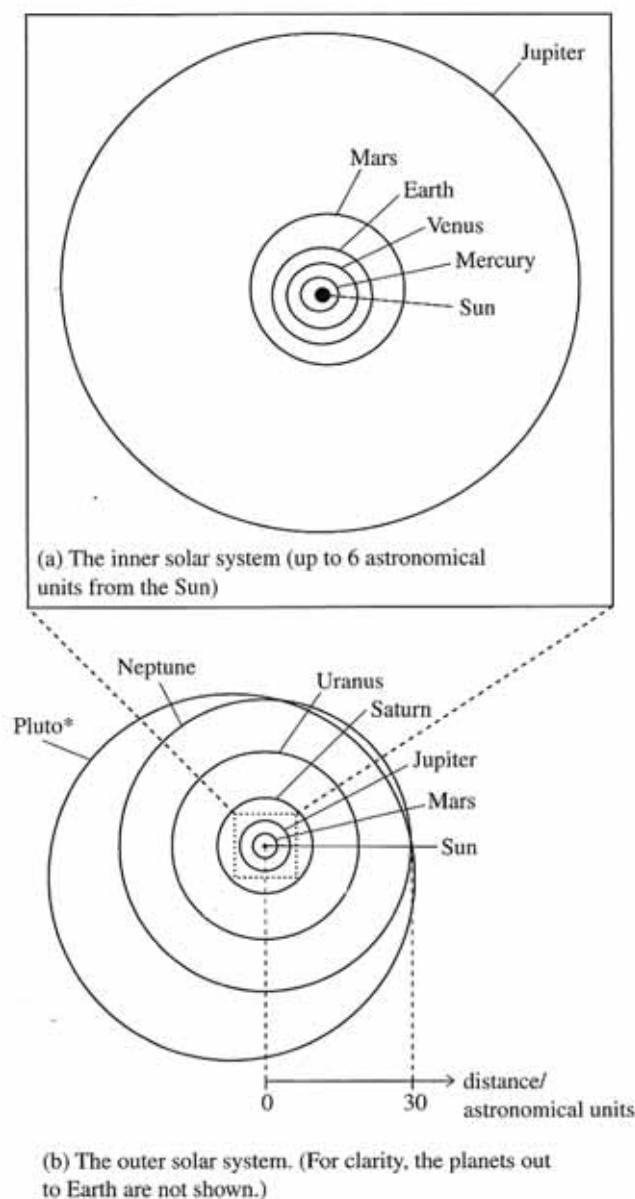 Jupiter
Mars
Earth
Venus
Mercury
Sun
(a) The inner solar system (up to 6 astronomical
units from the Sun)
Neptune
Uranus
Saturn
Pluto*
Jupiter
Mars
Sun
0
30
distance/
astronomical units
(b) The outer solar system. (For clarity, the planets out
to Earth are not shown.)